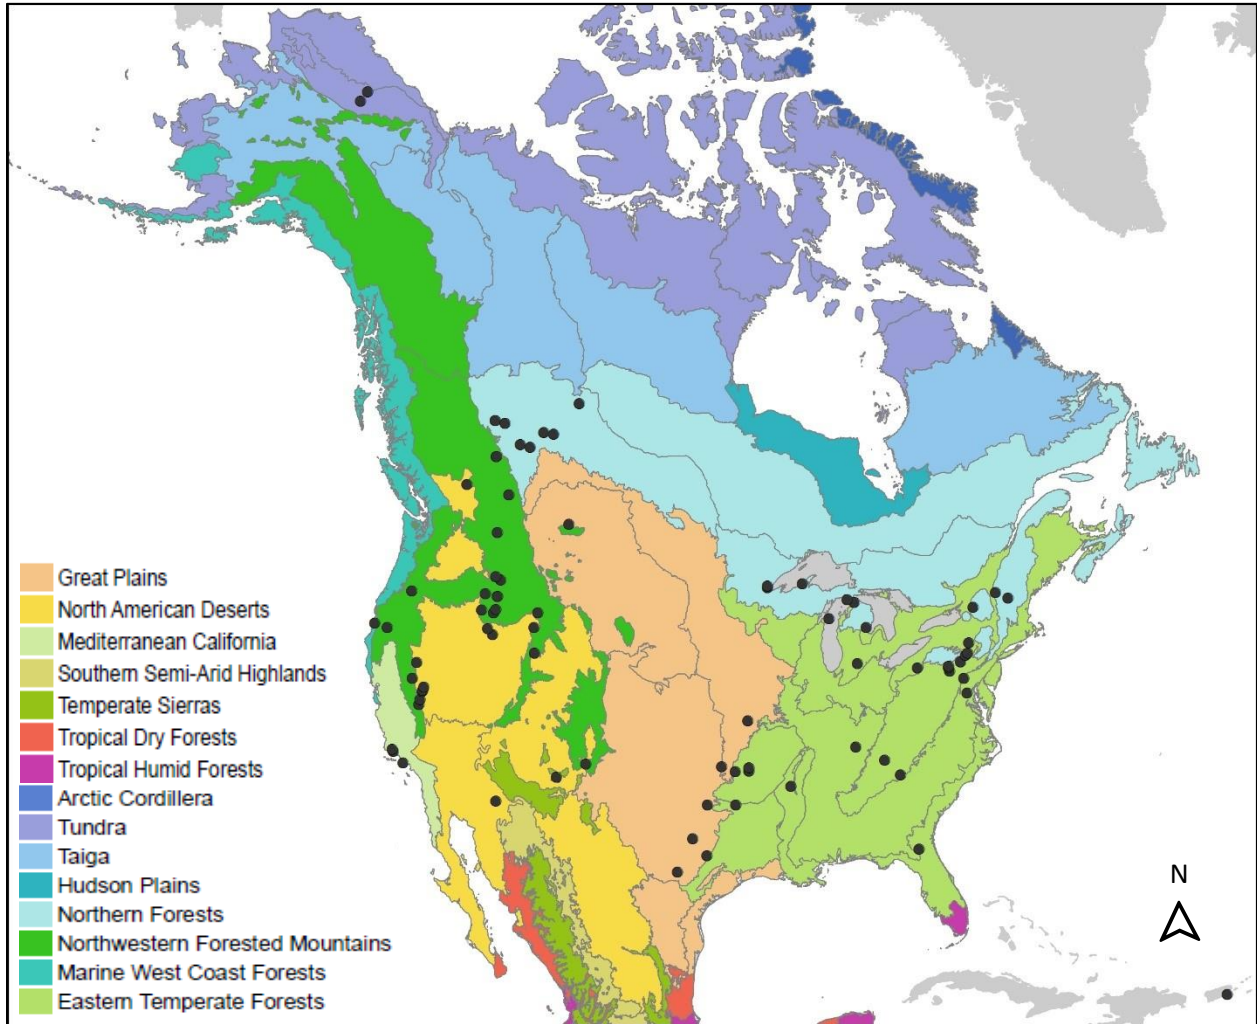 Great Plains
North American Deserts
Mediterranean California
Southern Semi-Arid Highlands
Temperate Sierras
Tropical Dry Forests
Tropical Humid Forests
Arctic Cordillera
Tundra
Taiga
Hudson Plains
Northern Forests
Northwestern Forested Mountains
Marine West Coast Forests
Eastern Temperate Forests
N